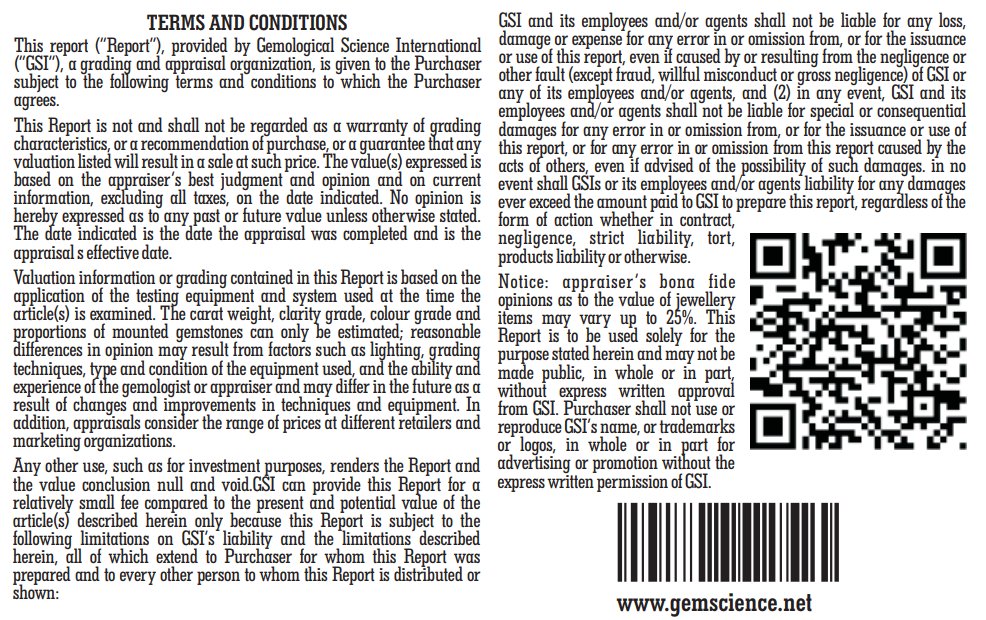 TERMS AND CONDITIONS
This report (“Report”), provided by Gemological Science International
(“GSI”), a grading and appraisal organization, is given to the Purchaser
subject to the following terms and conditions to which the Purchaser
agrees.
This Report is not and shall not be regarded as a warranty of grading
characteristics, or a recommendation of purchase, or a guarantee that any
valuation listed will result in a sale at such price. The value(s) expressed is
based on the appraiser’s best judgment and opinion and on current
information, excluding all taxes, on the date indicated. No opinion is
hereby expressed as to any past or future value unless otherwise stated.
The date indicated is the date the appraisal was completed and is the
appraisal s effective date.
Valuation information or grading contained in this Report is based on the
application of the testing equipment and system used at the time the
article(s) is examined. The carat weight, clarity grade, colour grade and
proportions of mounted gemstones can only be estimated; reasonable
differences in opinion may result from factors such as lighting, grading
techniques, type and condition of the equipment used, and the ability and
experience of the gemologist or appraiser and may differ in the future as a
result of changes and improvements in techniques and equipment. In
addition, appraisals consider the range of prices at different retailers and
marketing organizations.
Any other use, such as for investment purposes, renders the Report and
the value conclusion null and void.GSI can provide this Report for a
relatively small fee compared to the present and potential value of the
article(s) described herein only because this Report is subject to the
following limitations on GSI’s liability and the limitations described
herein, all of which extend to Purchaser for whom this Report was
prepared and to every other person to whom this Report is distributed or
shown:
GSI and its employees and/or agents shall not be liable for any loss,
damage or expense for any error in or omission from, or for the issuance
or use of this report, even if caused by or resulting from the negligence or
other fault (except fraud, willful misconduct or gross negligence) of GSI or
any of its employees and/or agents, and (2) in any event, GSI and its
employees and/or agents shall not be liable for special or consequential
damages for any error in or omission from, or for the issuance or use of
this report, or for any error in or omission from this report caused by the
acts of others, even if advised of the possibility of such damages. in no
event shall GSIs or its employees and/or agents liability for any damages
ever exceed the amount paid to GSI to prepare this report, regardless of the
form of action whether in contract,
negligence, strict liability, tort,
products liability or otherwise.
Notice: appraiser’s bona fide
opinions as to the value of jewellery
items may vary up to 25%. This
Report is to be used solely for the
purpose stated herein and may not be
made public, in whole or in part,
without express written approval
from GSI. Purchaser shall not use or
reproduce GSI’s name, or trademarks
or logos, in whole or in part for
advertising or promotion without the
express written permission of GSI.
www.gemscience.net